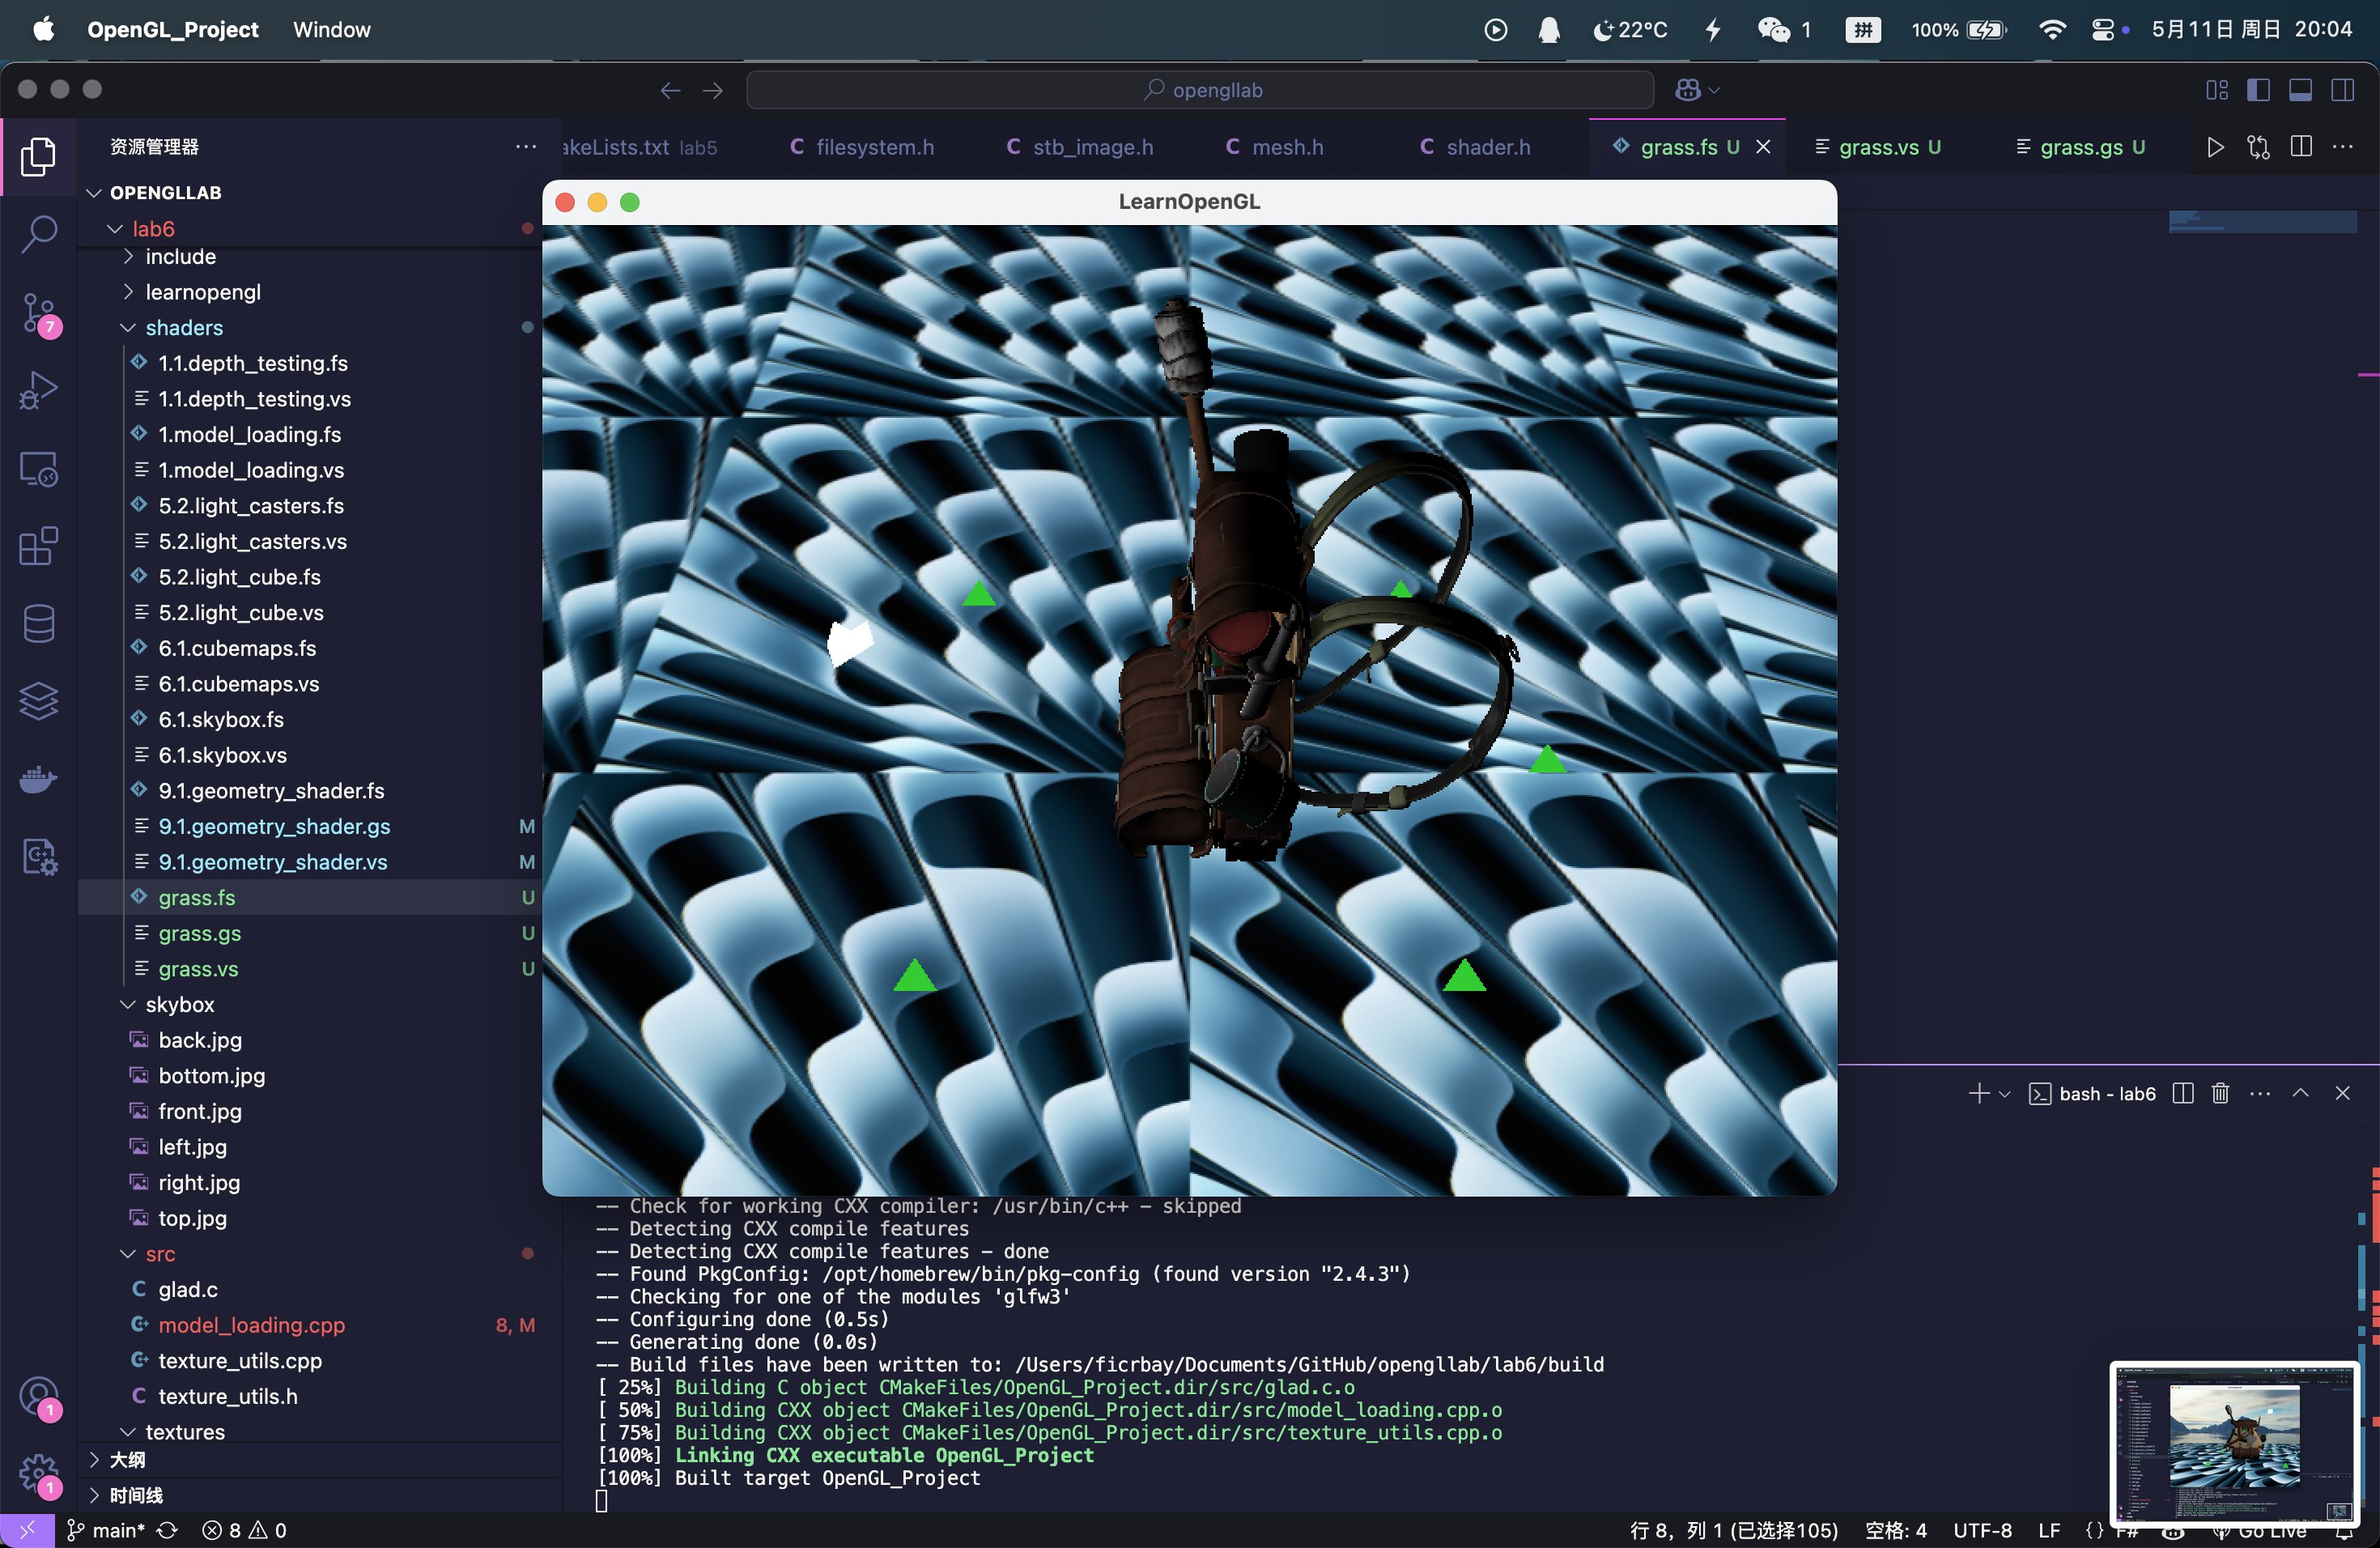 OpenGL_Project Window 22°C 1 拼 100% 5月11日 周日 20:04
opengllab
资源管理器
akeLists.txt lab5 C filesystem.h C stb_image.h C mesh.h C shader.h grass.fs U grass.vs U grass.gs U
OPENGLLAB
lab6
include
learnopengl
shaders
1.1.depth_testing.fs
1.1.depth_testing.vs
1.model_loading.fs
1.model_loading.vs
5.2.light_casters.fs
5.2.light_casters.vs
5.2.light_cube.fs
5.2.light_cube.vs
6.1.cubemaps.fs
6.1.cubemaps.vs
6.1.skybox.fs
6.1.skybox.vs
9.1.geometry_shader.fs
9.1.geometry_shader.gs M
9.1.geometry_shader.vs M
grass.fs U
grass.gs U
grass.vs U
skybox
back.jpg
bottom.jpg
front.jpg
left.jpg
right.jpg
top.jpg
src
C glad.c
C+ model_loading.cpp 8, M
C+ texture_utils.cpp
C texture_utils.h
textures
大纲
时间线
7
1
1
LearnOpenGL
bash - lab6
-- Check for working CXX compiler: /usr/bin/c++ - skipped
-- Detecting CXX compile features
-- Detecting CXX compile features - done
-- Found PkgConfig: /opt/homebrew/bin/pkg-config (found version "2.4.3")
-- Checking for one of the modules 'glfw3'
-- Configuring done (0.5s)
-- Generating done (0.0s)
-- Build files have been written to: /Users/ficrbay/Documents/GitHub/opengllab/lab6/build
[ 25%] Building C object CMakeFiles/OpenGL_Project.dir/src/glad.c.o
[ 50%] Building CXX object CMakeFiles/OpenGL_Project.dir/src/model_loading.cpp.o
[ 75%] Building CXX object CMakeFiles/OpenGL_Project.dir/src/texture_utils.cpp.o
[100%] Linking CXX executable OpenGL_Project
[100%] Built target OpenGL_Project
main* 8 0 行 8，列 1 (已选择105) 空格: 4 UTF-8 LF {} F# Go Live